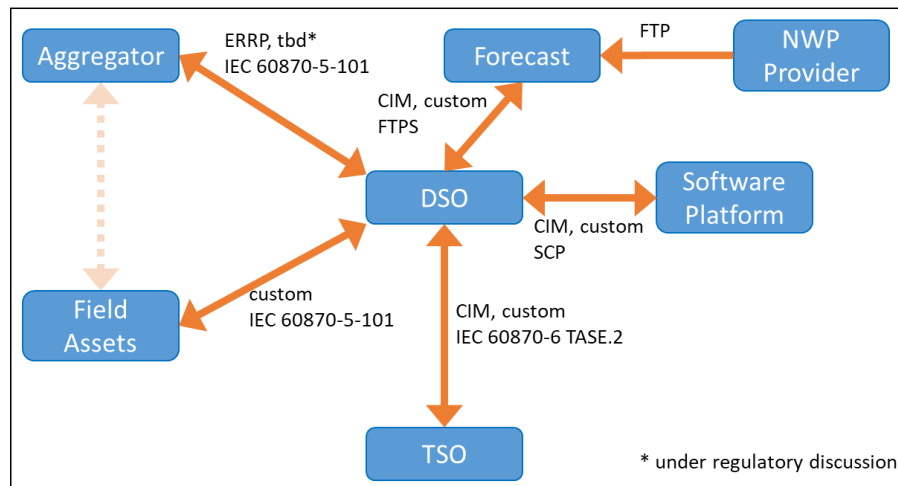 Aggregator
ERRP, tbd*
IEC 60870-5-101
Forecast
FTP
NWP
Provider
CIM, custom
FTPS
DSO
Software
Platform
CIM, custom
SCP
Field
Assets
custom
IEC 60870-5-101
CIM, custom
IEC 60870-6 TASE.2
TSO
* under regulatory discussion